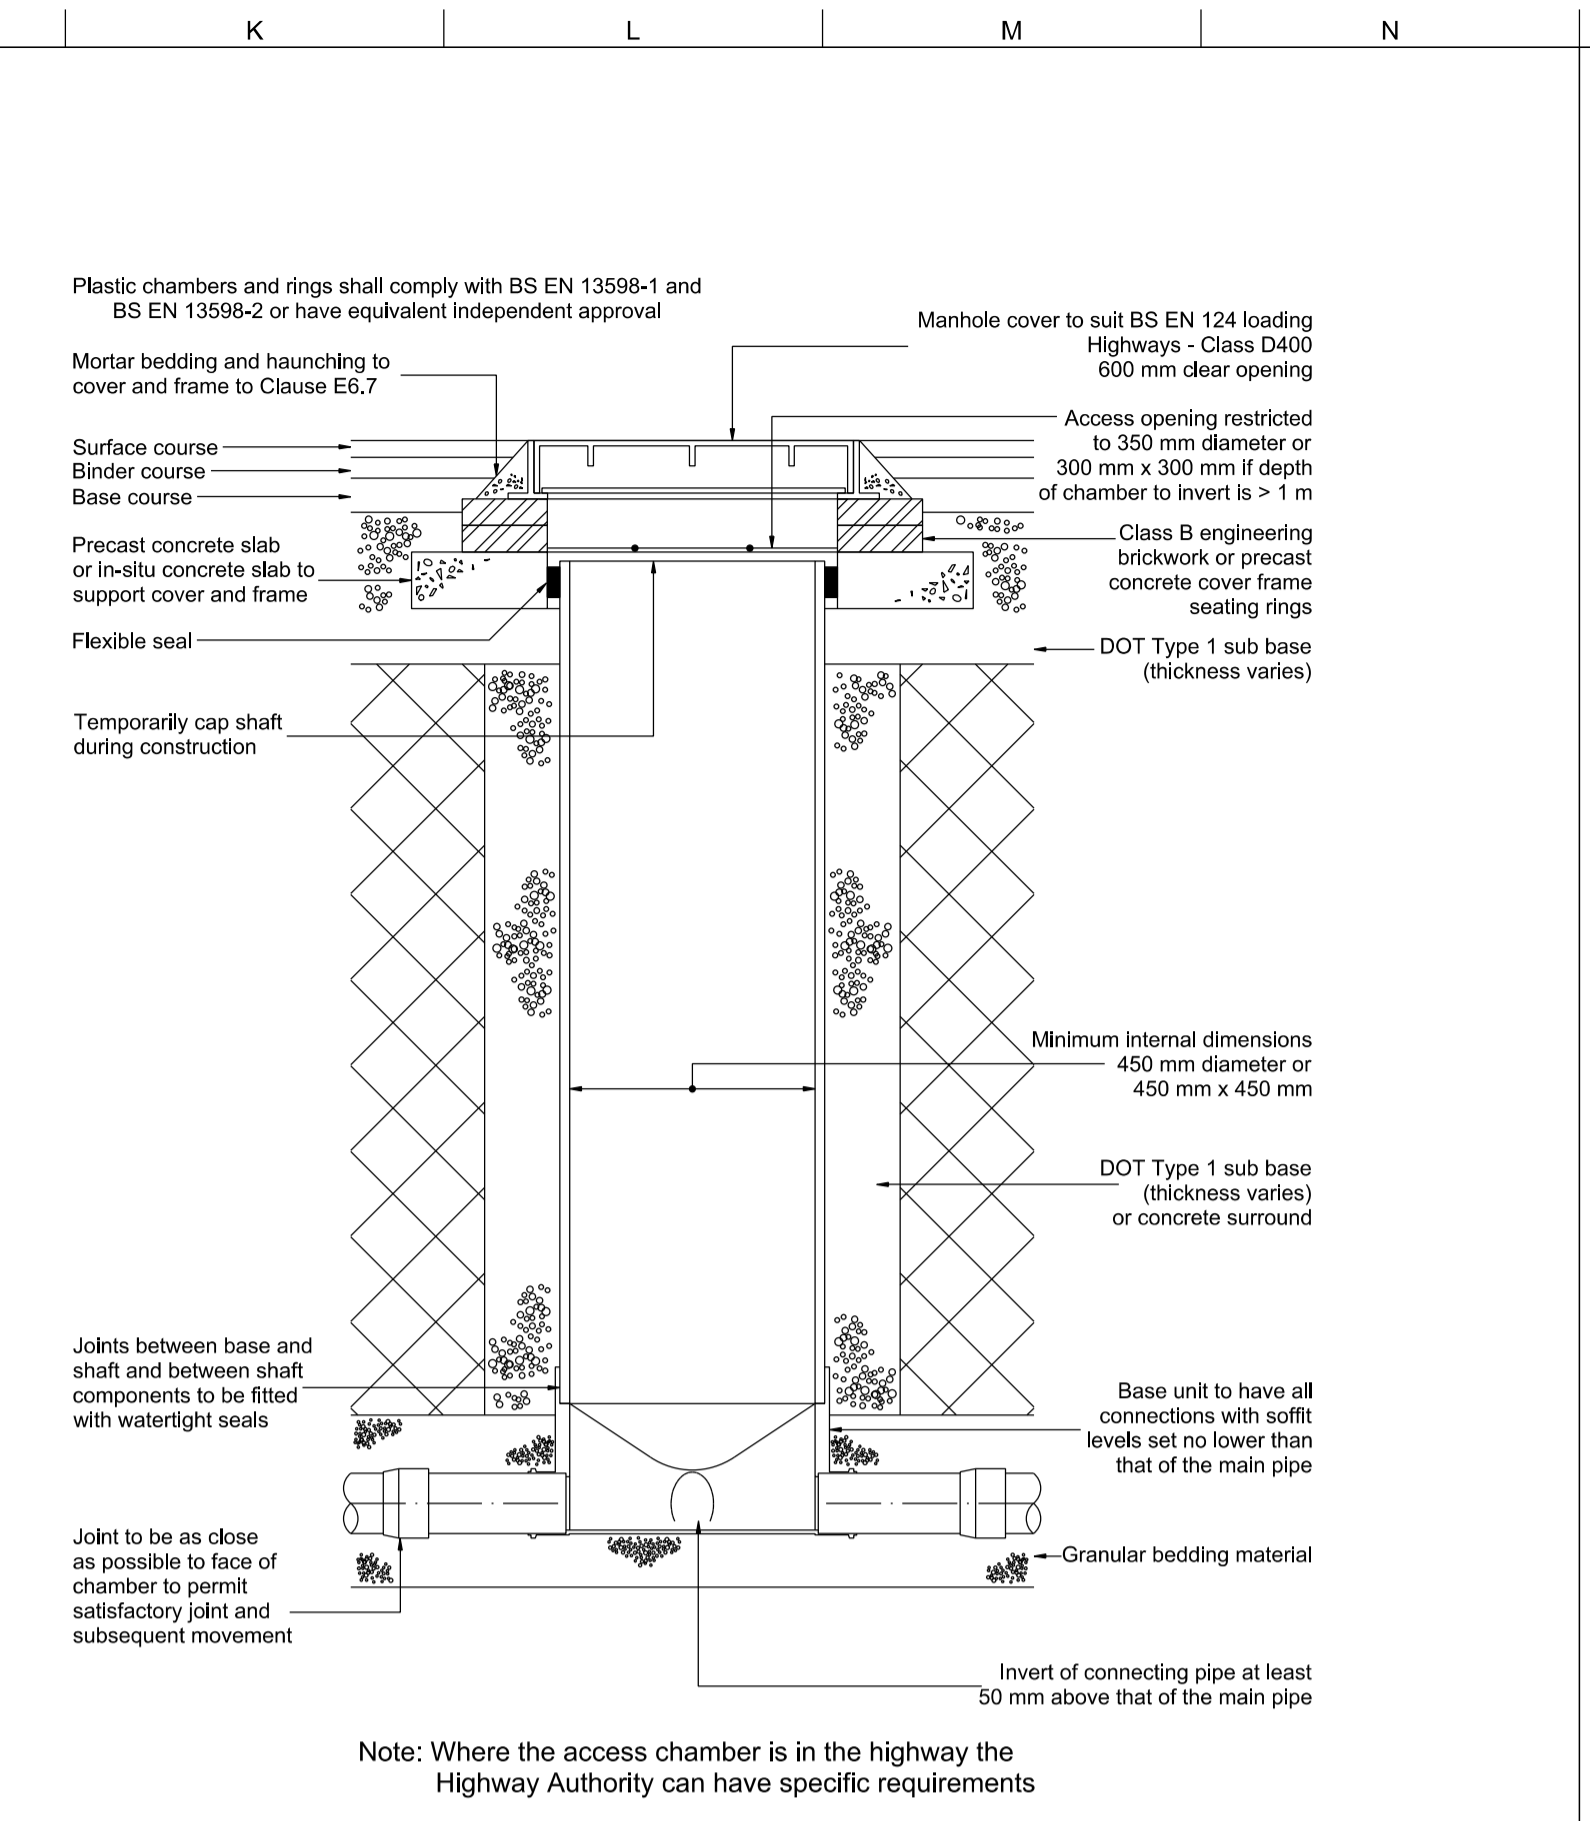 K
L
M
N
Plastic chambers and rings shall comply with BS EN 13598-1 and
BS EN 13598-2 or have equivalent independent approval
Manhole cover to suit BS EN 124 loading
Highways - Class D400
600 mm clear opening
Mortar bedding and haunching to
cover and frame to Clause E6.7
Access opening restricted
to 350 mm diameter or
300 mm x 300 mm if depth
of chamber to invert is > 1 m
Surface course
Binder course
Base course
Class B engineering
brickwork or precast
concrete cover frame
seating rings
Precast concrete slab
or in-situ concrete slab to
support cover and frame
Flexible seal
DOT Type 1 sub base
(thickness varies)
Temporarily cap shaft
during construction
Minimum internal dimensions
450 mm diameter or
450 mm x 450 mm
DOT Type 1 sub base
(thickness varies)
or concrete surround
Joints between base and
shaft and between shaft
components to be fitted
with watertight seals
Base unit to have all
connections with soffit
levels set no lower than
that of the main pipe
Joint to be as close
as possible to face of
chamber to permit
satisfactory joint and
subsequent movement
Granular bedding material
Invert of connecting pipe at least
50 mm above that of the main pipe
Note: Where the access chamber is in the highway the
Highway Authority can have specific requirements